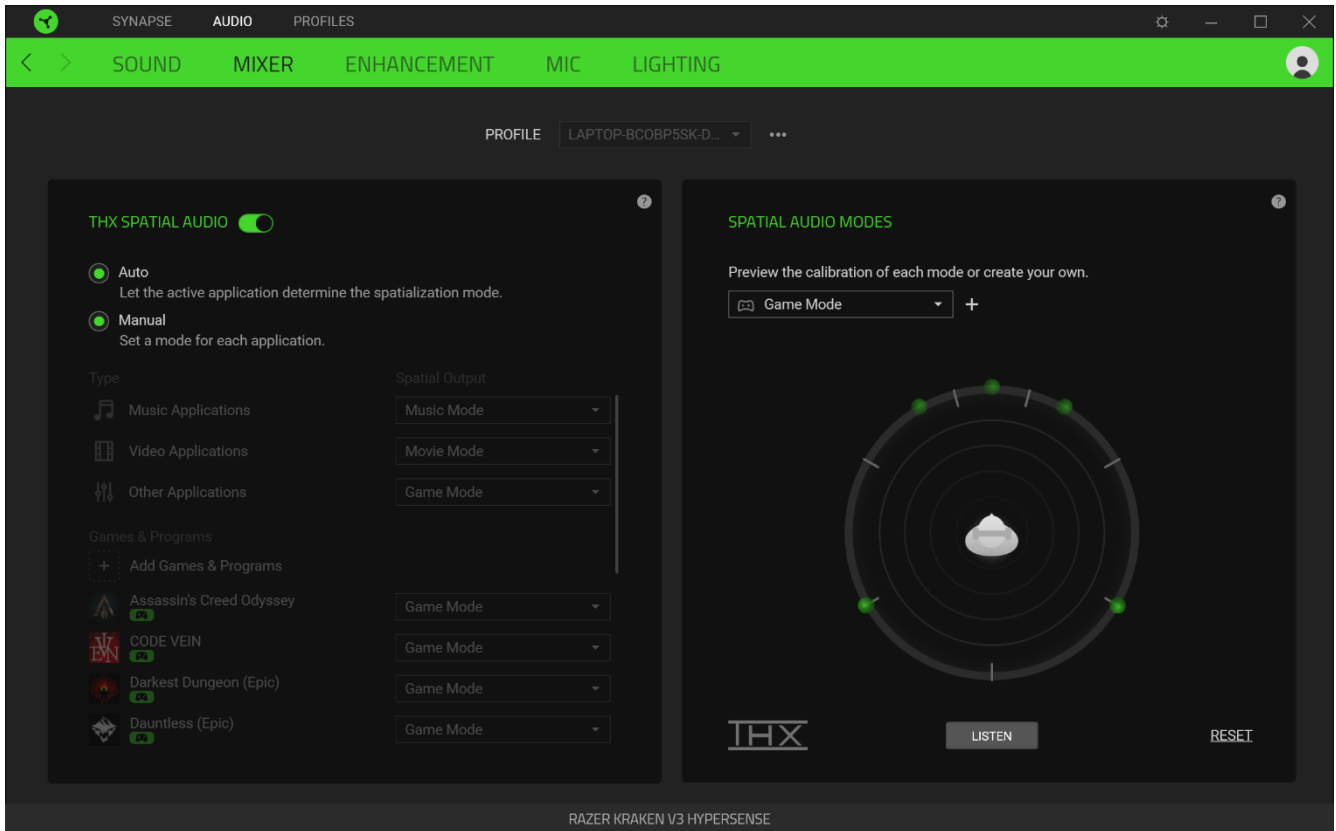 SYNAPSE AUDIO PROFILES
SOUND MIXER ENHANCEMENT MIC LIGHTING
PROFILE LAPTOP-BCOBP5SK-D... •••
THX SPATIAL AUDIO
Auto
Let the active application determine the spatialization mode.
Manual
Set a mode for each application.
Type Spatial Output
Music Applications Music Mode
Video Applications Movie Mode
Other Applications Game Mode
Games & Programs
+ Add Games & Programs
Assassin's Creed Odyssey Game Mode
CODE VEIN Game Mode
Darkest Dungeon (Epic) Game Mode
Dauntless (Epic) Game Mode
SPATIAL AUDIO MODES
Preview the calibration of each mode or create your own.
Game Mode +
THX LISTEN RESET
RAZER KRAKEN V3 HYPERSENSE